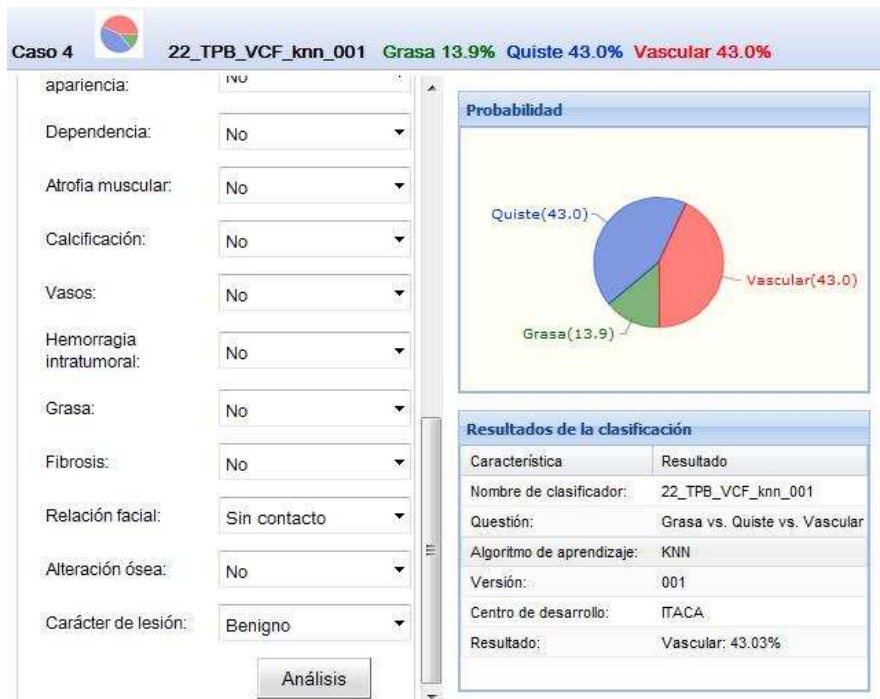 Caso 4 22_TPB_VCF_knn_001 Grasa 13.9% Quiste 43.0% Vascular 43.0%
apariencia: No
Dependencia: No
Atrofia muscular: No
Calcificación: No
Vasos: No
Hemorragia
intratumoral: No
Grasa: No
Fibrosis: No
Relación facial: Sin contacto
Alteración ósea: No
Carácter de lesión: Benigno
Análisis
Probabilidad
Quiste(43.0)
Vascular(43.0)
Grasa(13.9)
Resultados de la clasificación
Característica Resultado
Nombre de clasificador: 22_TPB_VCF_knn_001
Questión: Grasa vs. Quiste vs. Vascular
Algoritmo de aprendizaje: KNN
Versión: 001
Centro de desarrollo: ITACA
Resultado: Vascular: 43.03%